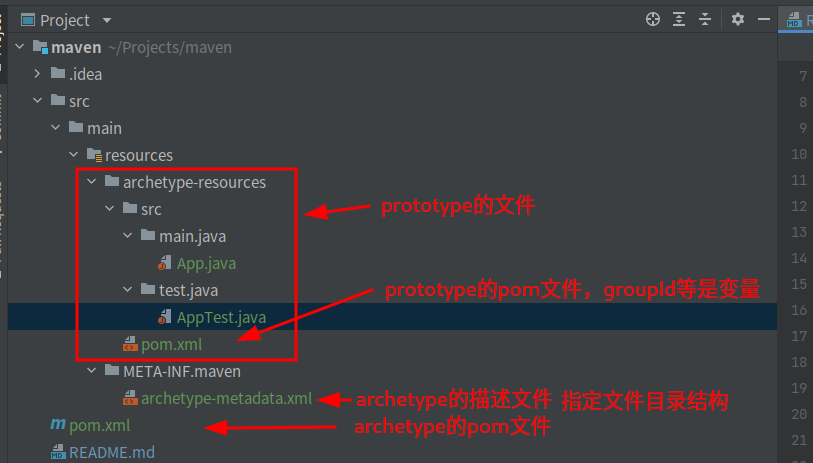 Project
maven ~/Projects/maven
.idea
src
main
resources
archetype-resources
prototype的文件
src
main.java
App.java
test.java
prototype的pom文件，groupId等是变量
AppTest.java
pom.xml
META-INF.maven
archetype-metadata.xml
archetype的描述文件 指定文件目录结构
pom.xml
archetype的pom文件
README.md
7
8
9
10
11
12
13
14
15
16
17
18
19
20
21